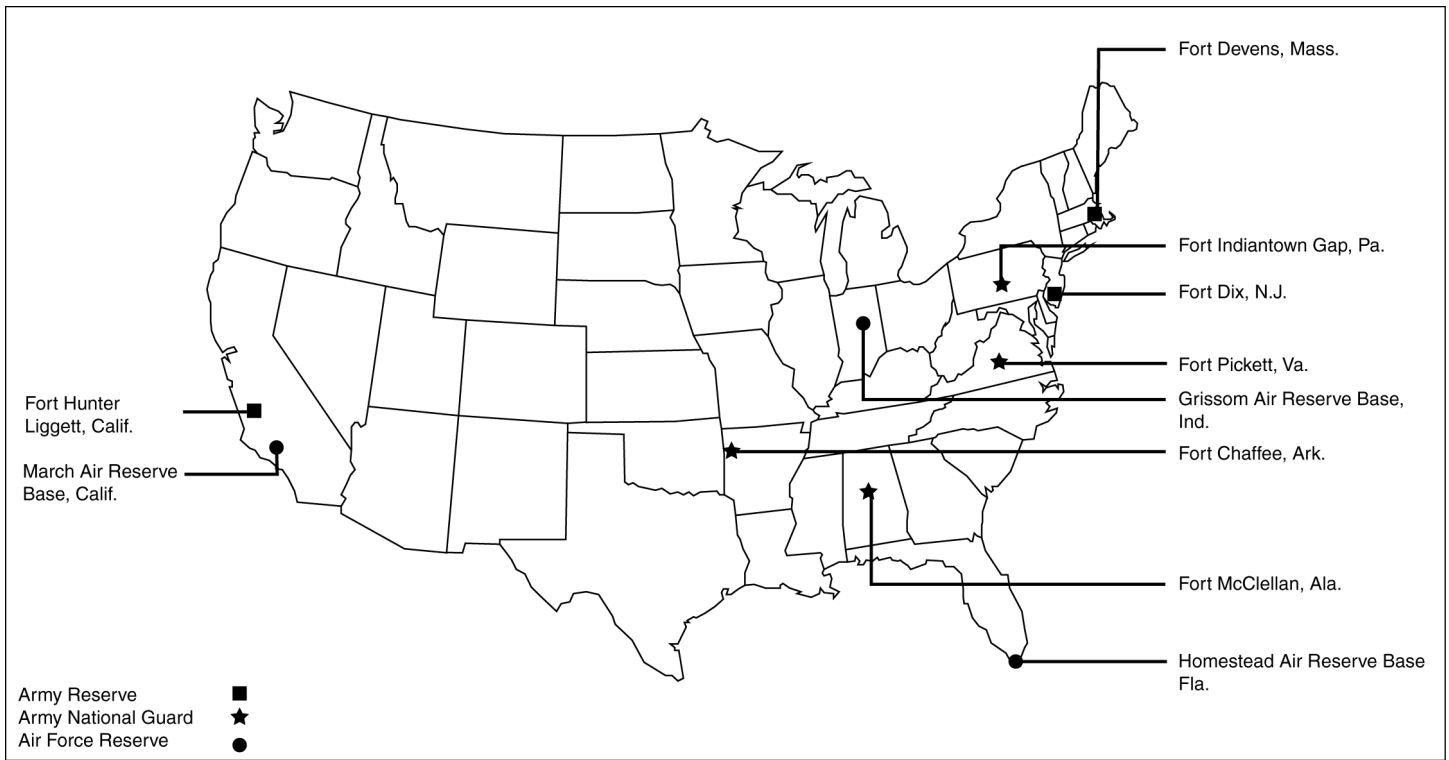 Fort Devens, Mass.
Fort Indiantown Gap, Pa.
Fort Dix, N.J.
Fort Pickett, Va.
Grissom Air Reserve Base,
Ind.
Fort Chaffee, Ark.
Fort McClellan, Ala.
Homestead Air Reserve Base
Fla.
Fort Hunter
Liggett, Calif.
March Air Reserve
Base, Calif.
Army Reserve
Army National Guard
Air Force Reserve